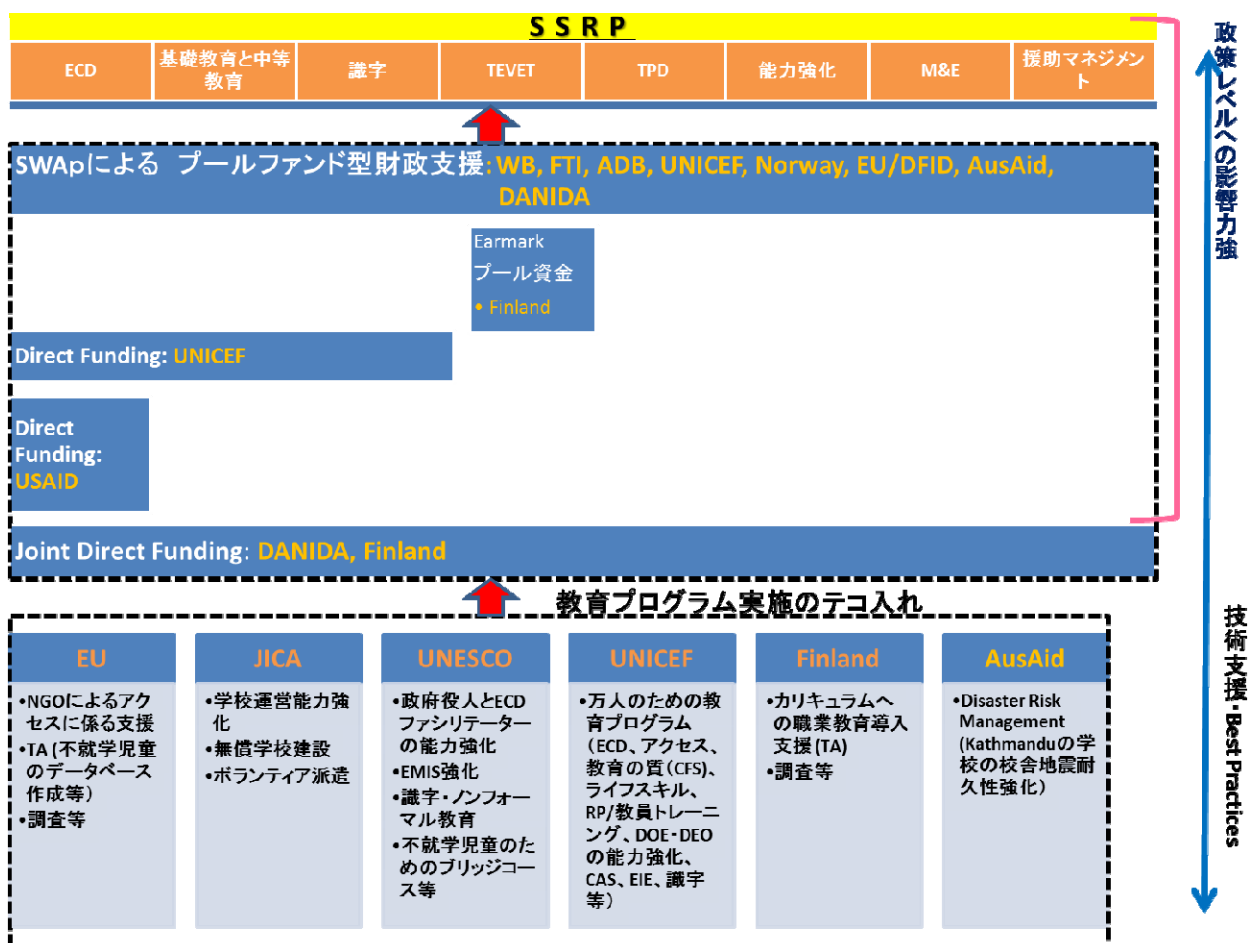 SSRP
ECD
基礎教育と中等
教育
識字
TEVET
TPD
能力強化
M&E
援助マネジメン
ト
SWApによる プールファンド型財政支援:WB, FTI, ADB, UNICEF, Norway, EU/DFID, AusAid,
DANIDA
Earmark
プール資金
• Finland
Direct Funding: UNICEF
Direct
Funding:
USAID
Joint Direct Funding: DANIDA, Finland
政策レベルへの影響力強
教育プログラム実施のテコ入れ
EU
•NGOによるアク
セスに係る支援
•TA (不就学児童
のデータベース
作成等)
•調査等
JICA
•学校運営能力強
化
•無償学校建設
•ボランティア派遣
UNESCO
•政府役人とECD
ファシリテーター
の能力強化
•EMIS強化
•識字・ノンフォー
マル教育
•不就学児童のた
めのブリッジコー
ス等
UNICEF
•万人のための教
育プログラム
(ECD、アクセス、
教育の質(CFS)、
ライフスキル、
RP/教員トレーニ
ング、DOE・DEO
の能力強化、
CAS、EIE、識字
等)
Finland
•カリキュラムへ
の職業教育導入
支援(TA)
•調査等
AusAid
•Disaster Risk
Management
(Kathmanduの学
校の校舎地震耐
久性強化)
技術支援・Best Practices